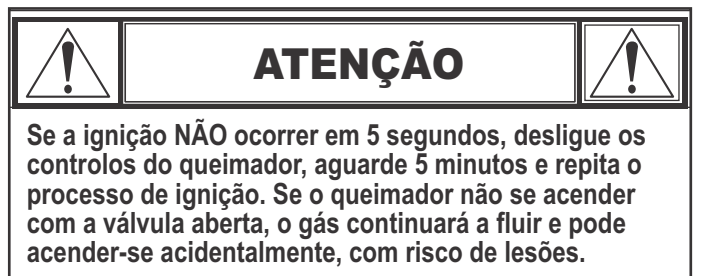 ATENÇÃO
Se a ignição NÃO ocorrer em 5 segundos, desligue os
controlos do queimador, aguarde 5 minutos e repita o
processo de ignição. Se o queimador não se acender
com a válvula aberta, o gás continuará a fluir e pode
acender-se acidentalmente, com risco de lesões.